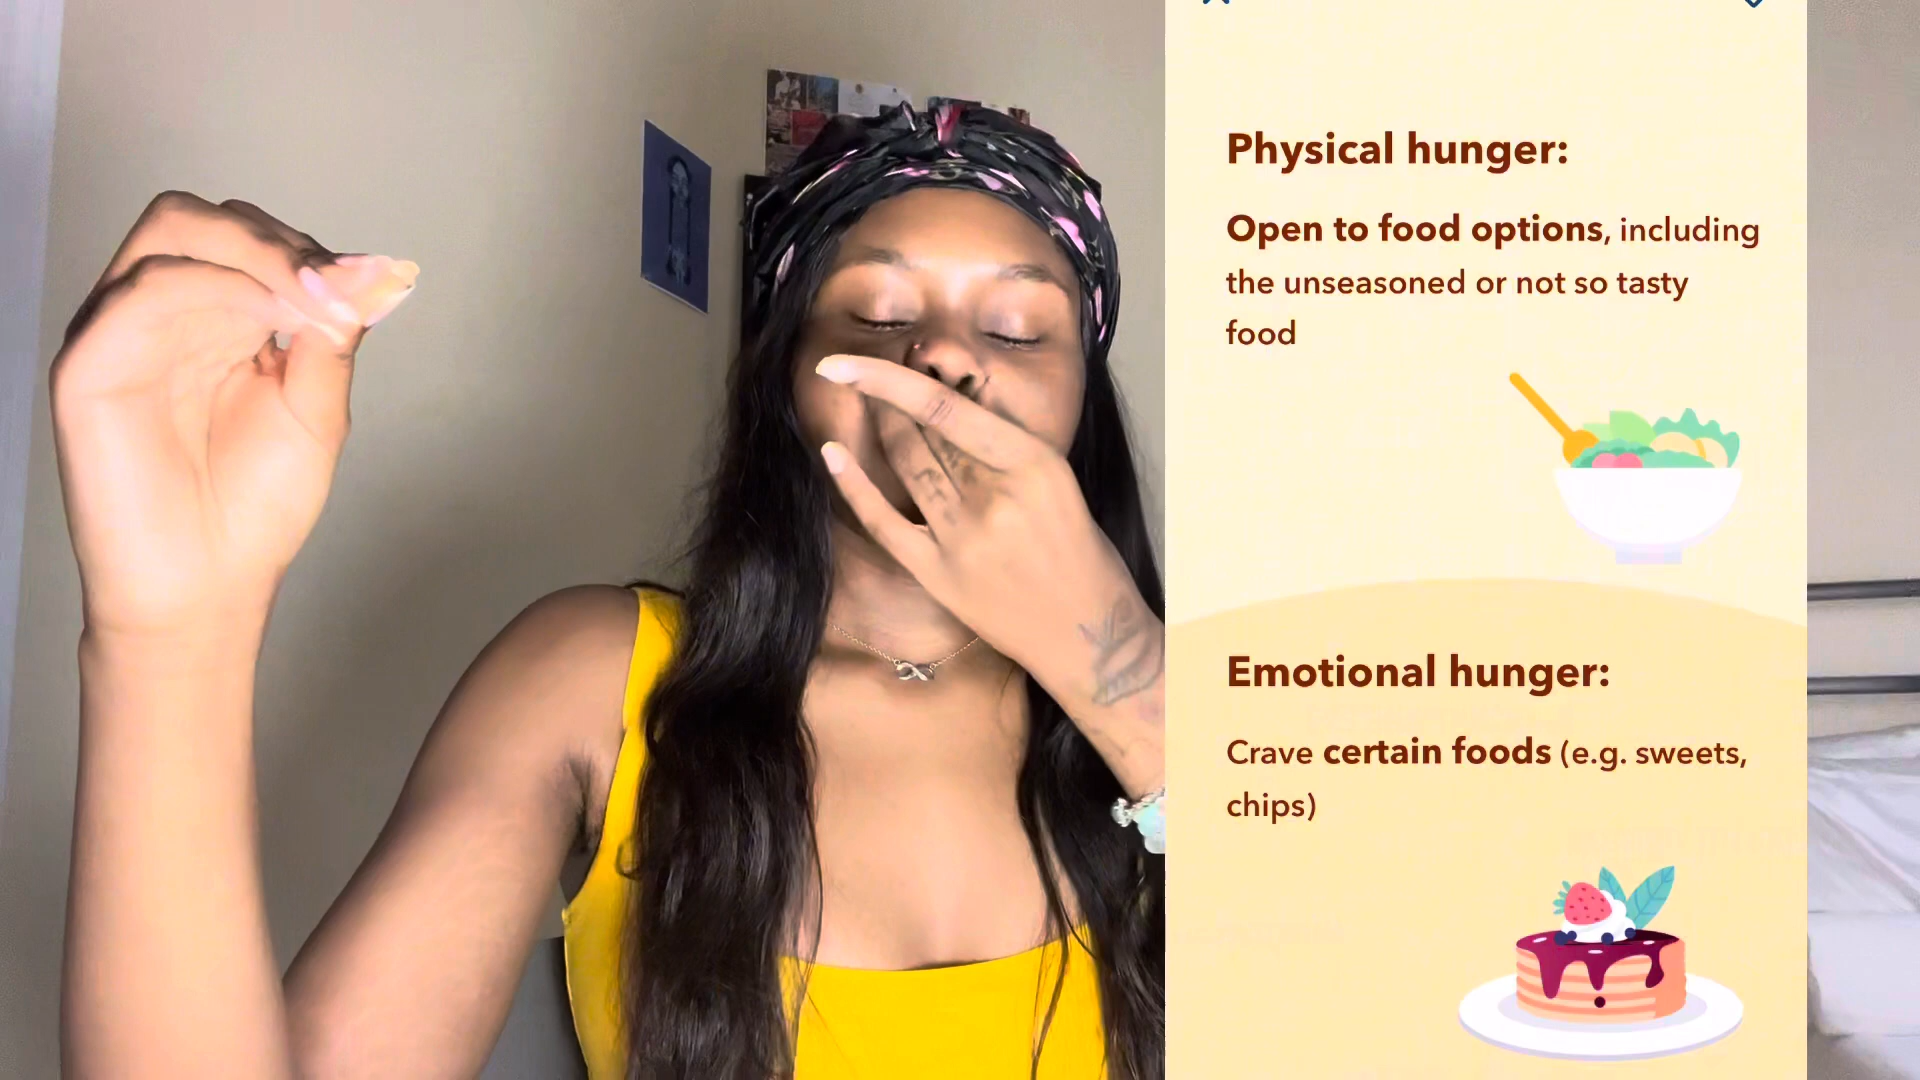 Physical hunger:
Open to food options, including
the unseasoned or not so tasty
food
Emotional hunger:
Crave certain foods (e.g. sweets,
chips)